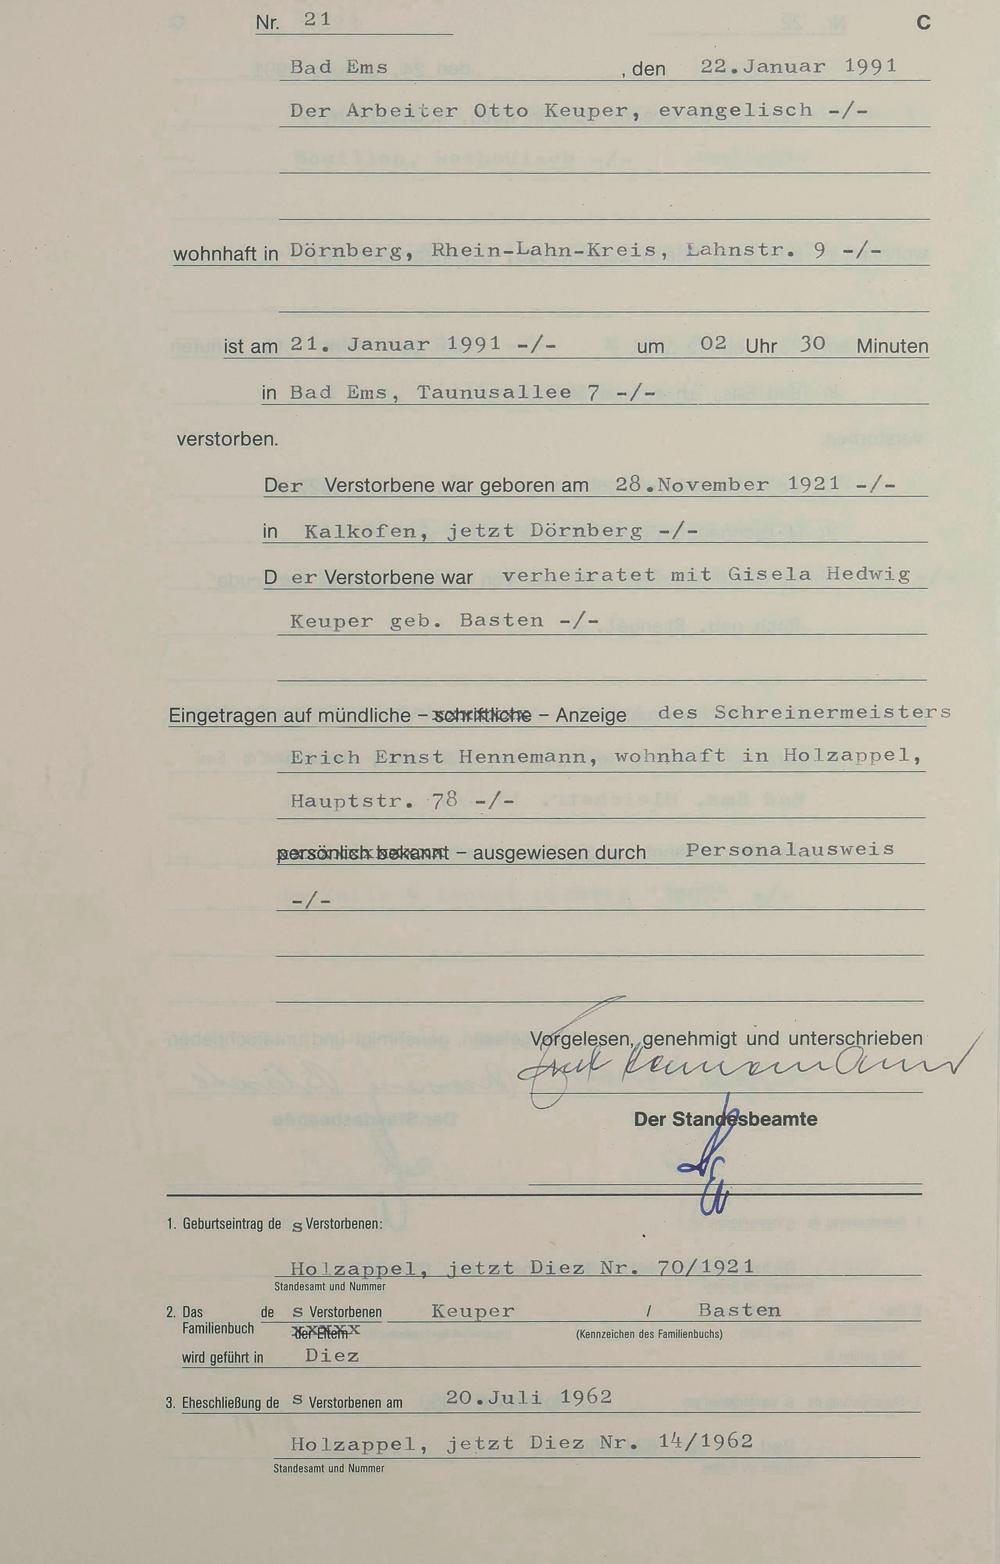 Nr. 21 C
Bad Ems , den 22.Januar 1991
Der Arbeiter Otto Keuper, evangelisch -/-
wohnhaft in Dörnberg, Rhein-Lahn-Kreis, Lahnstr. 9 -/-
ist am 21. Januar 1991 -/- um 02 Uhr 30 Minuten
in Bad Ems, Taunusallee 7 -/-
verstorben.
Der Verstorbene war geboren am 28.November 1921 -/-
in Kalkofen, jetzt Dörnberg -/-
D er Verstorbene war verheiratet mit Gisela Hedwig
Keuper geb. Basten -/-
Eingetragen auf mündliche – schriftliche – Anzeige des Schreinermeisters
Erich Ernst Hennemann, wohnhaft in Holzappel,
Hauptstr. 78 -/-
persönlich bekannt – ausgewiesen durch Personalausweis
-/-
Vorgelesen, genehmigt und unterschrieben
Der Standesbeamte
1. Geburtseintrag de s Verstorbenen:
Holzappel, jetzt Diez Nr. 70/1921
Standesamt und Nummer
2. Das de s Verstorbenen Keuper / Basten
Familienbuch der Eltern (Kennzeichen des Familienbuchs)
wird geführt in Diez
3. Eheschließung de s Verstorbenen am 20.Juli 1962
Holzappel, jetzt Diez Nr. 14/1962
Standesamt und Nummer